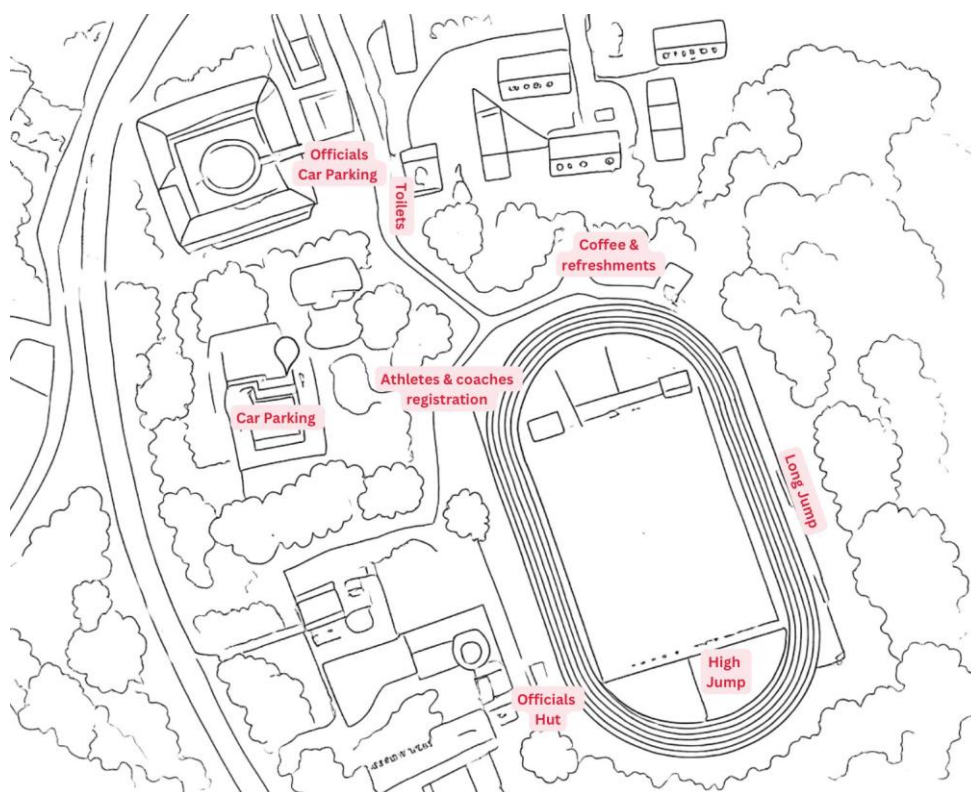 Officials
Car Parking
Toilets
Coffee &
refreshments
Athletes & coaches
registration
Car Parking
Long Jump
High
Jump
Officials
Hut